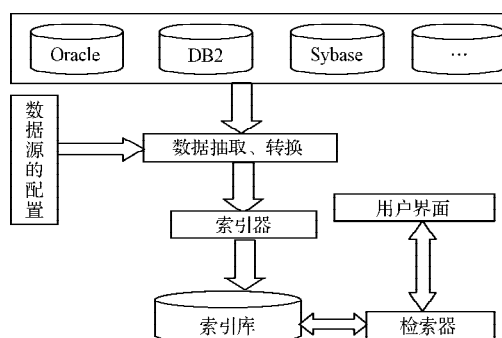 Oracle
DB2
Sybase
…
数据源的配置
数据抽取、转换
索引器
用户界面
索引库
检索器